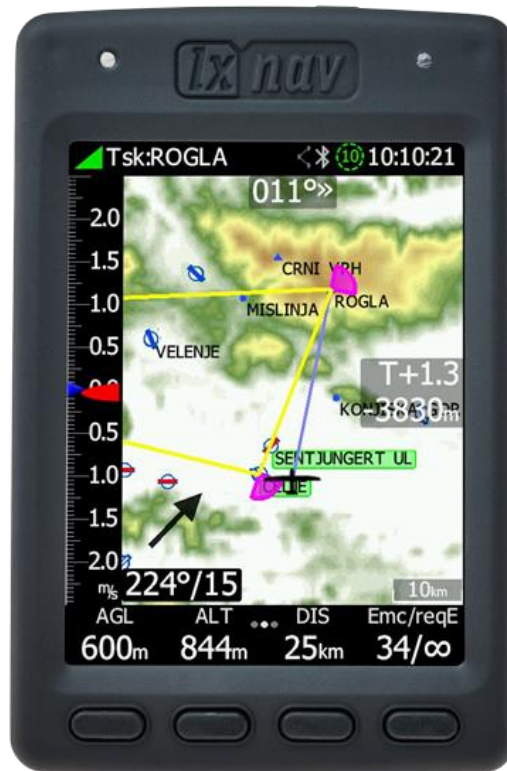 lx nav
Tsk:ROGLA
10 10:10:21
011°»
2.0
1.5
CRNI VRH
1.0
MISLINJA
ROGLA
0.5
VELENJE
T+1.3
-3830m
0.5
SENTJUNGERT UL
1.0
1.5
2.0
m/s 224°/15
10km
AGL ALT DIS Emc/reqE
600m 844m 25km 34/∞